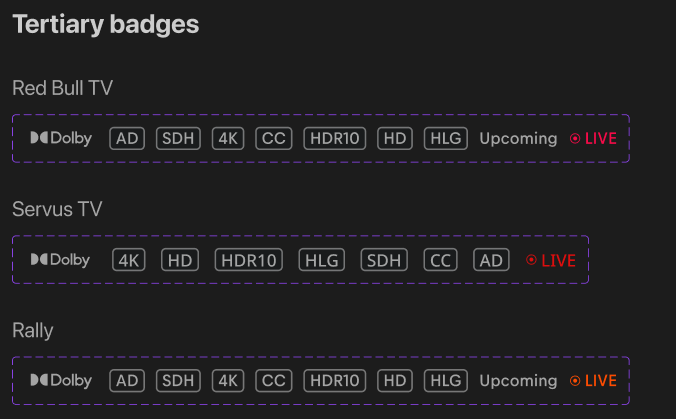 Tertiary badges
Red Bull TV
Dolby AD SDH 4K CC HDR10 HD HLG Upcoming LIVE
Servus TV
Dolby 4K HD HDR10 HLG SDH CC AD LIVE
Rally
Dolby AD SDH 4K CC HDR10 HD HLG Upcoming LIVE